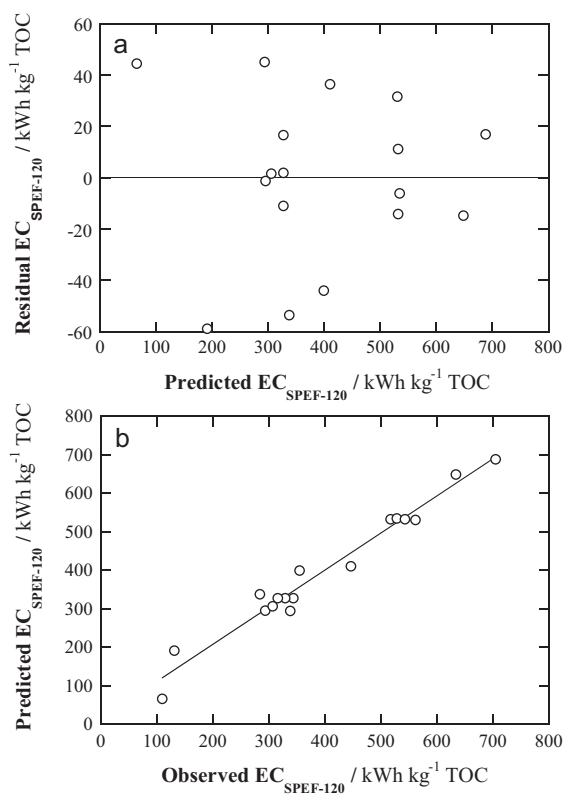 a
Residual EC_SPEF-120 / kWh kg⁻¹ TOC
60
40
20
0
-20
-40
-60
0 100 200 300 400 500 600 700 800
Predicted EC_SPEF-120 / kWh kg⁻¹ TOC
b
Predicted EC_SPEF-120 / kWh kg⁻¹ TOC
800
700
600
500
400
300
200
100
0
0 100 200 300 400 500 600 700 800
Observed EC_SPEF-120 / kWh kg⁻¹ TOC